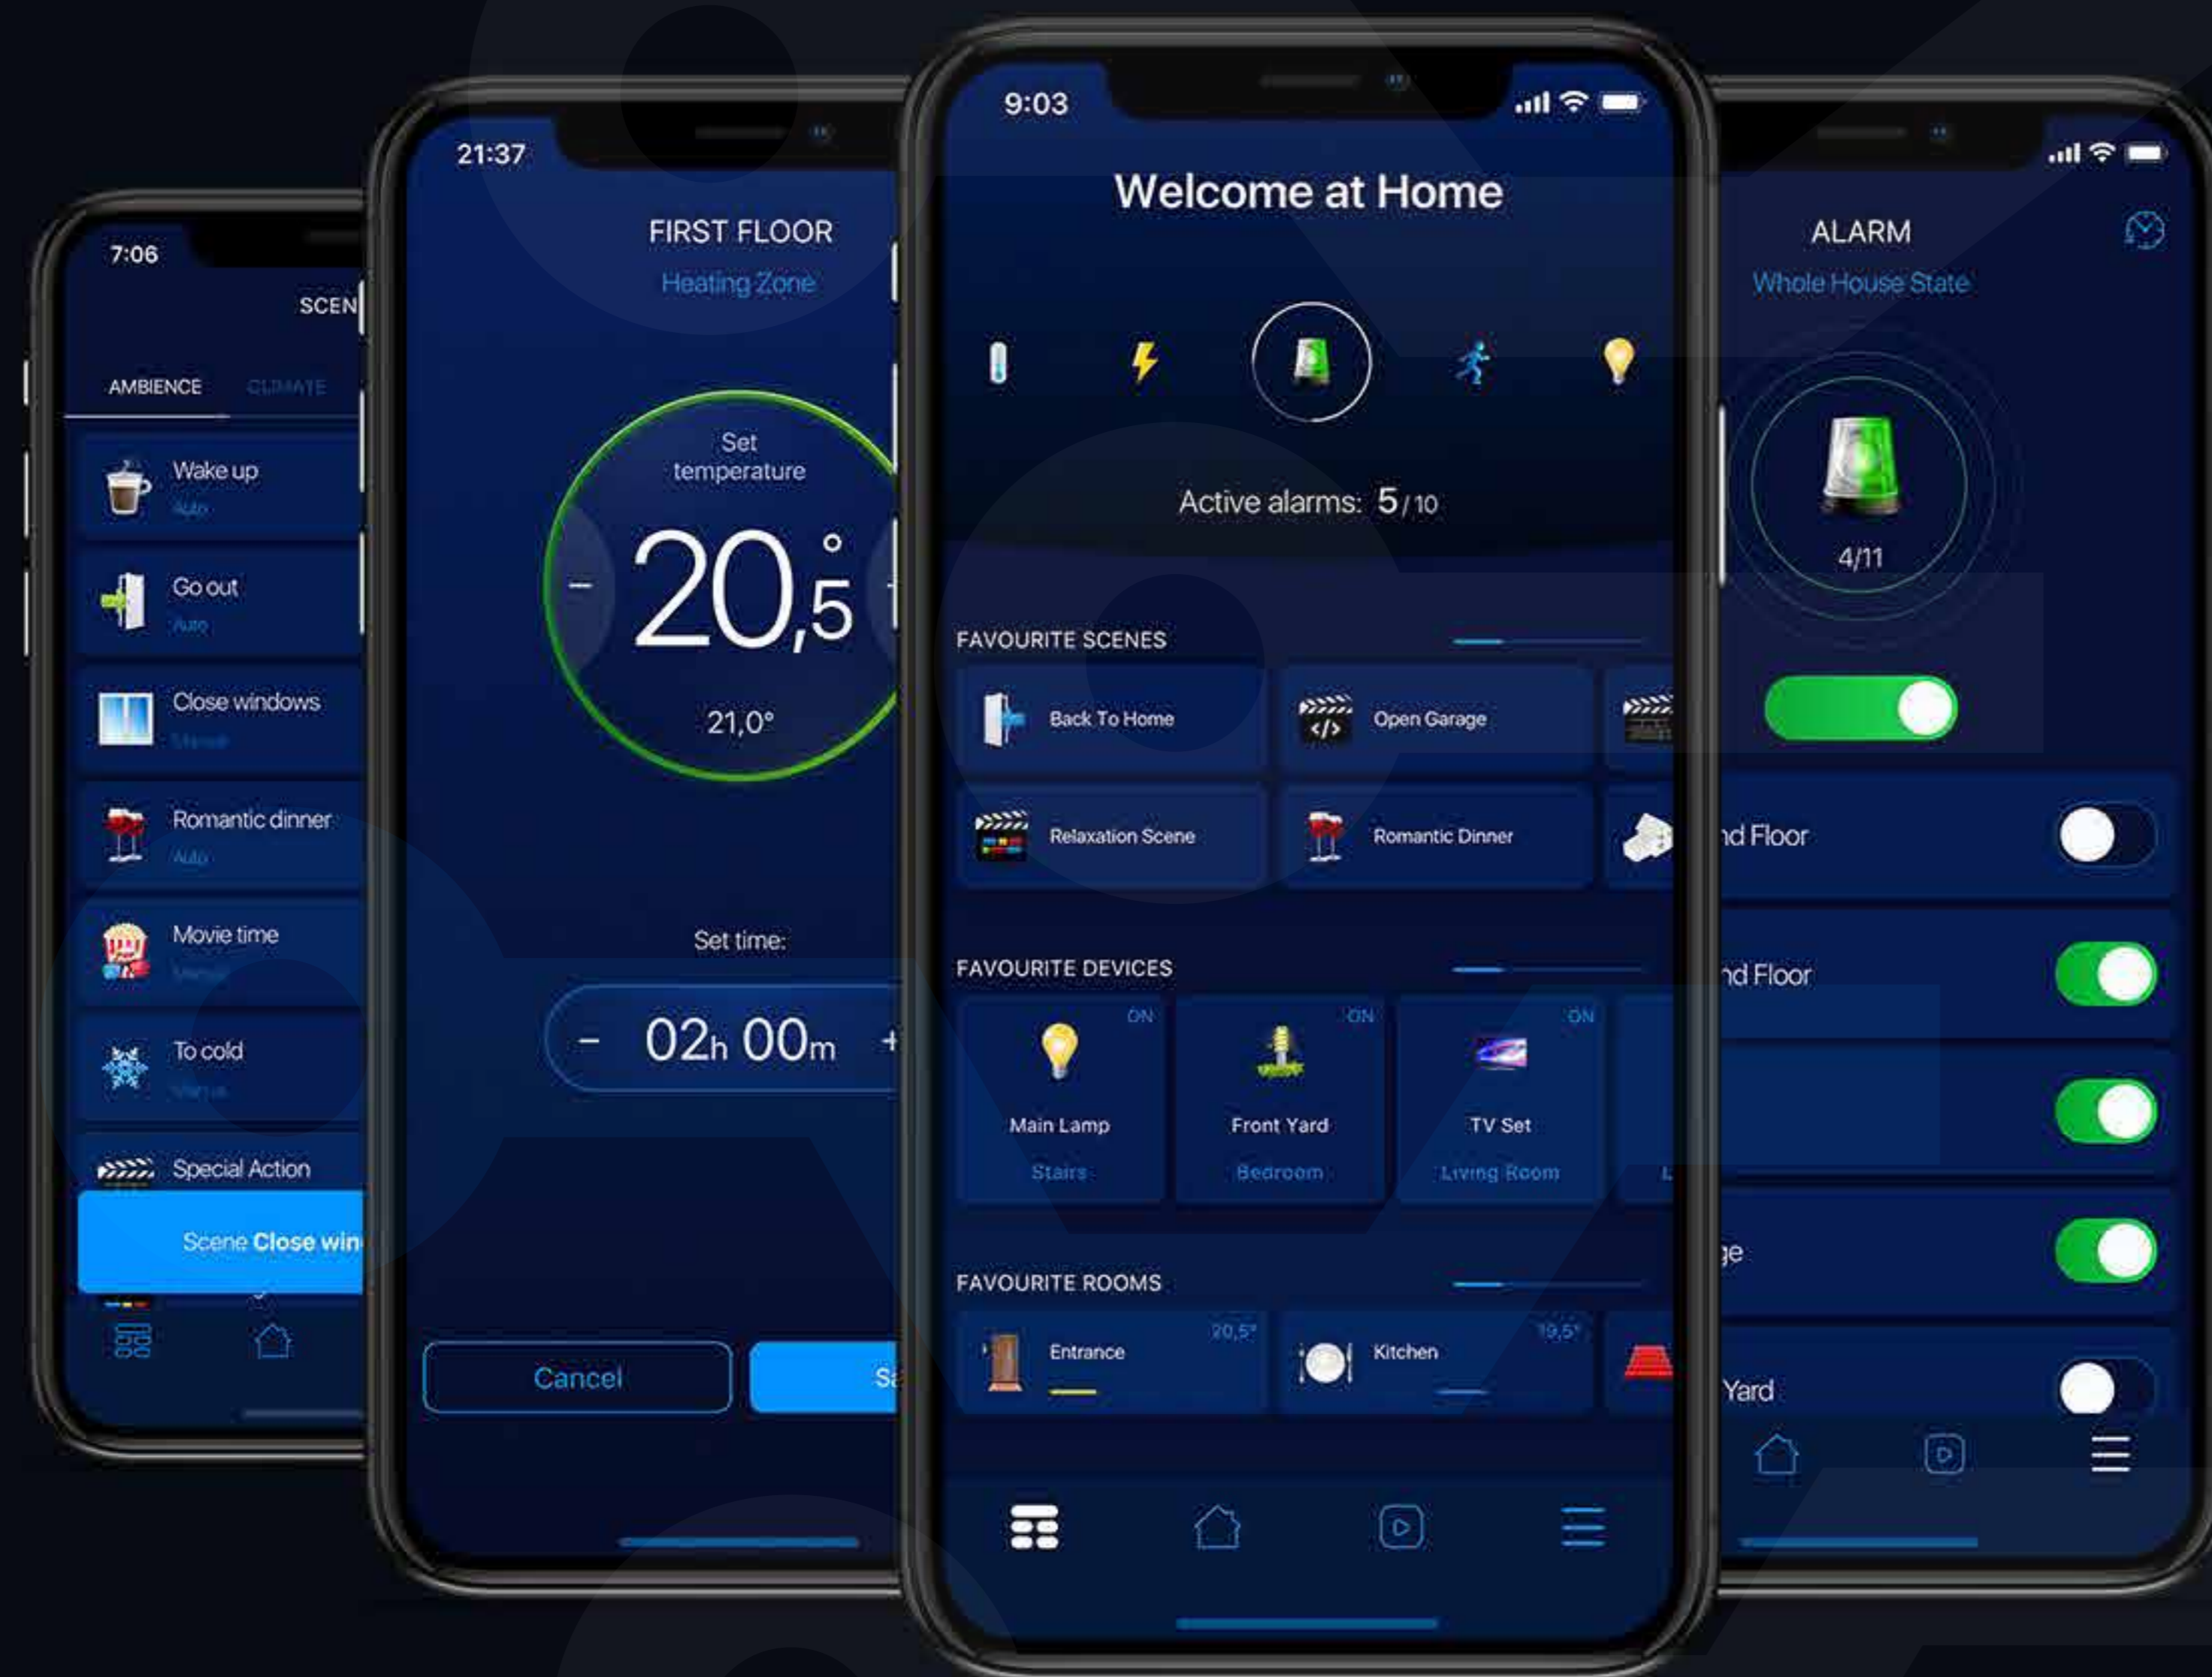 7:06
SCEN
AMBIENCE CLIMATE
Wake up
Auto
Go out
Auto
Close windows
Manual
Romantic dinner
Auto
Movie time
Manual
To cold
Manual
Special Action
Scene Close win
21:37
FIRST FLOOR
Heating Zone
Set
temperature
- 20,5°
21,0°
Set time:
- 02h 00m +
Cancel
Sa
9:03
Welcome at Home
Active alarms: 5/10
FAVOURITE SCENES
Back To Home
Open Garage
</>
Relaxation Scene
Romantic Dinner
FAVOURITE DEVICES
ON
Main Lamp
Stairs
ON
Front Yard
Bedroom
ON
TV Set
Living Room
L
FAVOURITE ROOMS
Entrance
20,5°
Kitchen
19,5°
ALARM
Whole House State
4/11
nd Floor
nd Floor
ge
Yard